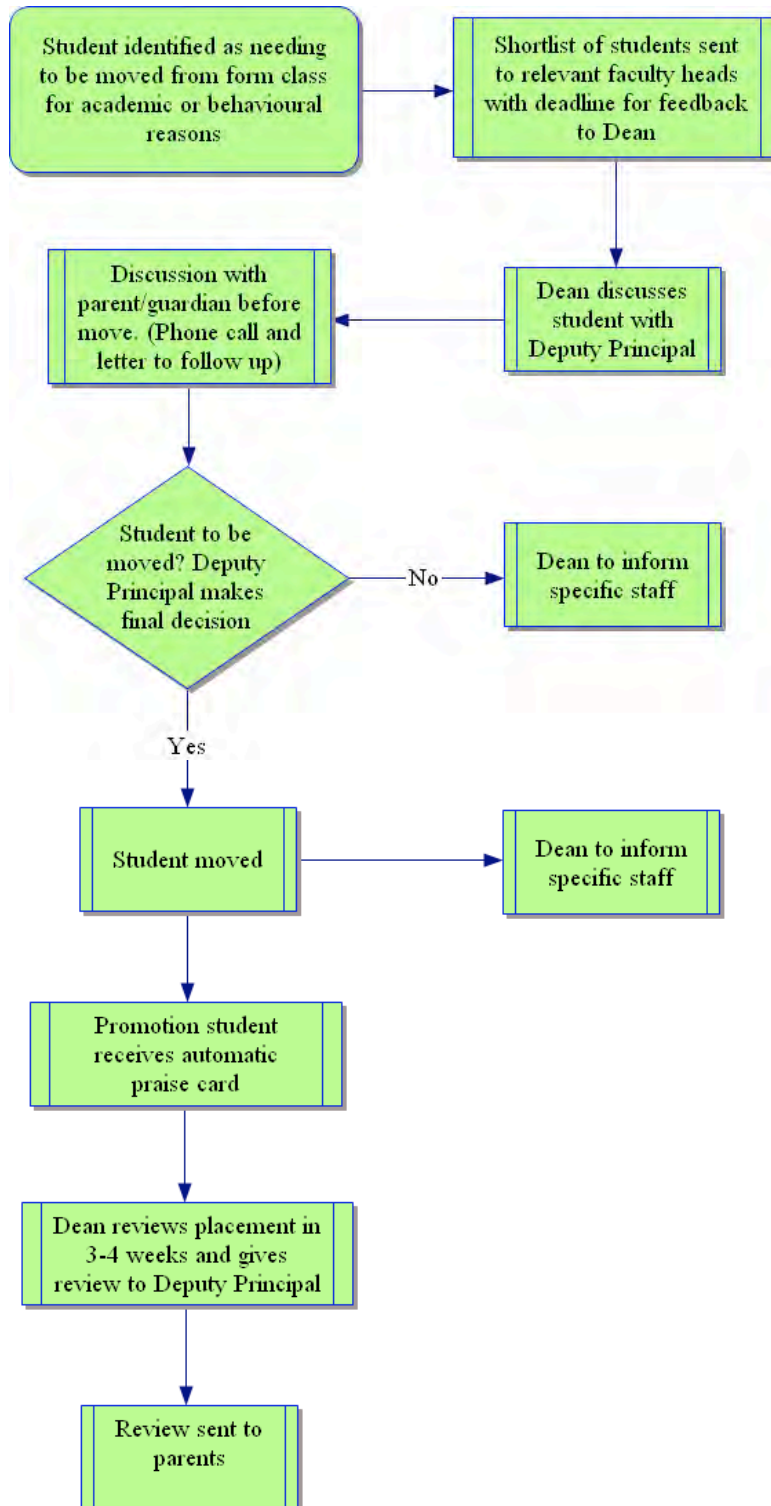 Student identified as needing
to be moved from form class
for academic or behavioural
reasons
Shortlist of students sent
to relevant faculty heads
with deadline for feedback
to Dean
Discussion with
parent/guardian before
move. (Phone call and
letter to follow up)
Dean discusses
student with
Deputy Principal
Student to be
moved? Deputy
Principal makes
final decision
No
Dean to inform
specific staff
Yes
Student moved
Dean to inform
specific staff
Promotion student
receives automatic
praise card
Dean reviews placement in
3-4 weeks and gives
review to Deputy Principal
Review sent to
parents